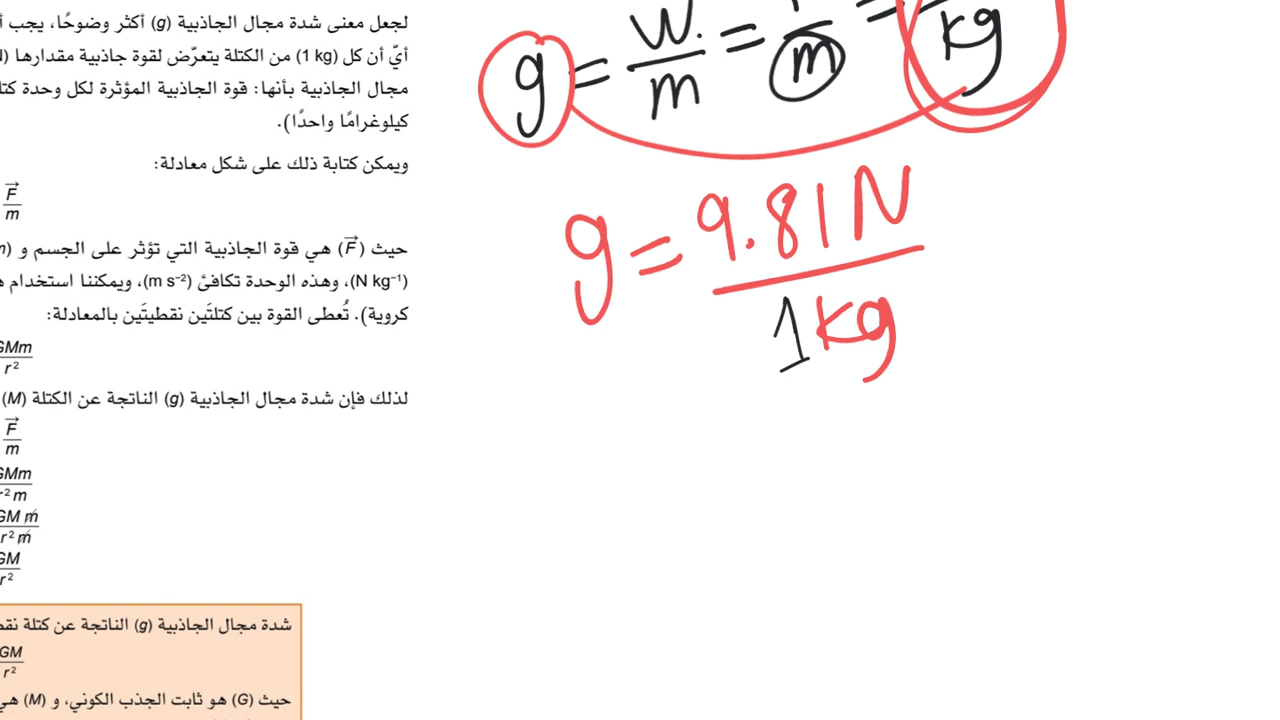 لجعل معنى شدة مجال الجاذبية (g) أكثر وضوحًا، يجب
أيّ أن كل (1 kg) من الكتلة يتعرّض لقوة جاذبية مقدارها
مجال الجاذبية بأنها: قوة الجاذبية المؤثرة لكل وحدة
كيلوغرامًا واحدًا).
ويمكن كتابة ذلك على شكل معادلة:
F⃗/m
حيث (F⃗) هي قوة الجاذبية التي تؤثر على الجسم و
(N kg⁻¹)، وهذه الوحدة تكافئ (m s⁻²)، ويمكننا استخدام
كروية). تُعطى القوة بين كتلتَين نقطيتَين بالمعادلة:
GMm/r²
لذلك فإن شدة مجال الجاذبية (g) الناتجة عن الكتلة (M)
F⃗/m
GMm/r² m
GM m/r² m
GM/r²
شدة مجال الجاذبية (g) الناتجة عن كتلة
GM/r²
حيث (G) هو ثابت الجذب الكوني، و (M)
g = W/m = /m = /kg
g = 9.81 N/1 kg